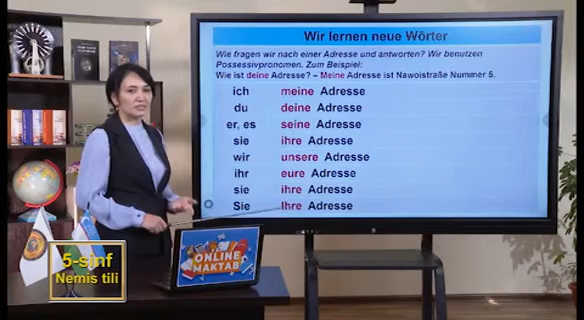 Wir lernen neue Wörter
Wie fragen wir nach einer Adresse und antworten? Wir benutzen
Possessivpronomen. Zum Beispiel:
Wie ist deine Adresse? – Meine Adresse ist Nawoistraße Nummer 5.
ich meine Adresse
du deine Adresse
er, es seine Adresse
sie ihre Adresse
wir unsere Adresse
ihr eure Adresse
sie ihre Adresse
Sie Ihre Adresse
5-sinf
Nemis tili
ONLINE
MAKTAB